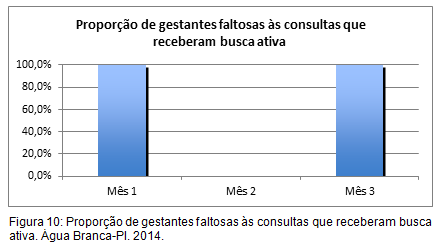 Proporção de gestantes faltosas às consultas que
receberam busca ativa
100,0%
80,0%
60,0%
40,0%
20,0%
0,0%
Mês 1 Mês 2 Mês 3
Figura 10: Proporção de gestantes faltosas às consultas que receberam busca
ativa. Água Branca-PI. 2014.